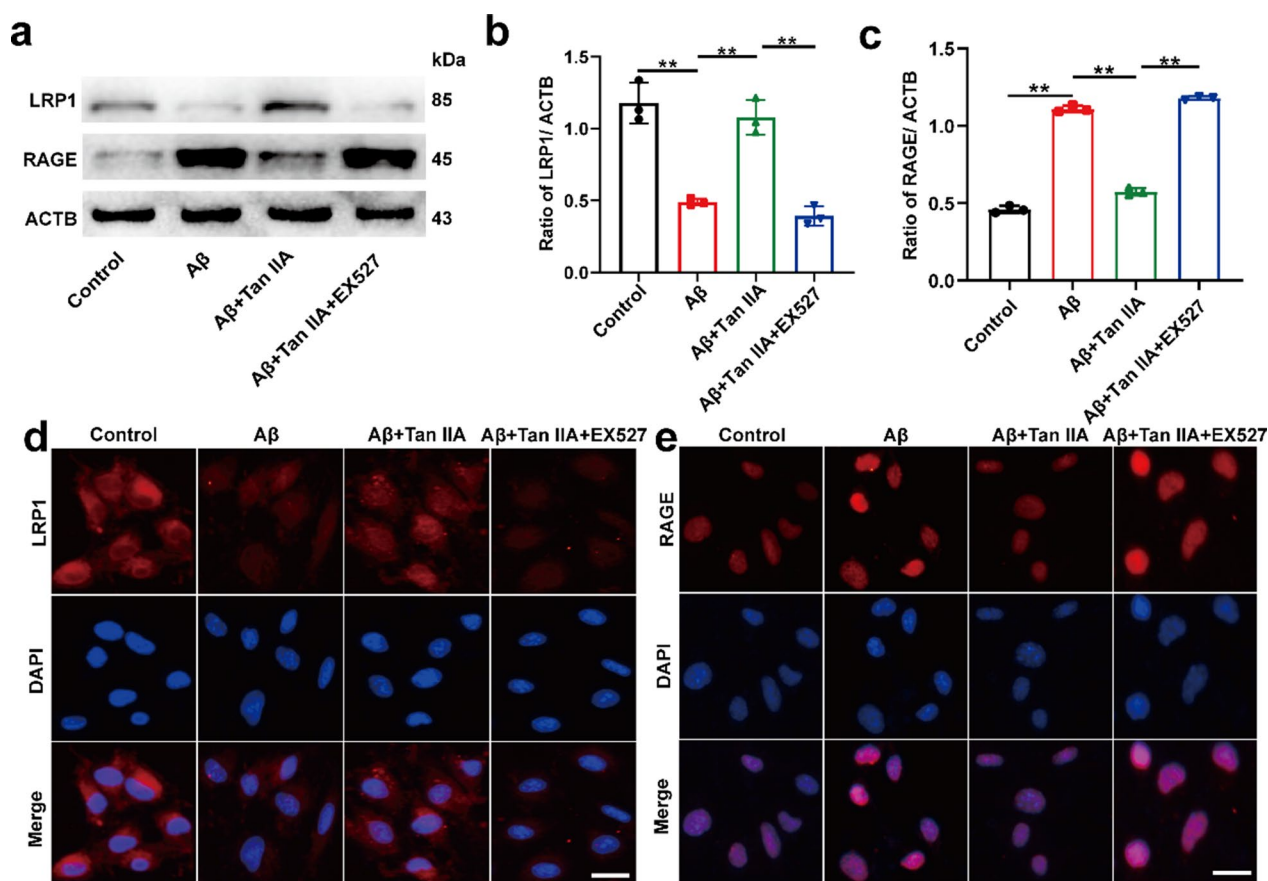 a
kDa
LRP1
85
RAGE
45
ACTB
43
Control
Aβ
Aβ+Tan IIA
Aβ+Tan IIA+EX527
b
Ratio of LRP1/ ACTB
1.5
1.0
0.5
0.0
**
**
**
Control
Aβ
Aβ+Tan IIA
Aβ+Tan IIA+EX527
c
Ratio of RAGE/ ACTB
1.5
1.0
0.5
0.0
**
**
**
Control
Aβ
Aβ+Tan IIA
Aβ+Tan IIA+EX527
d
Control
Aβ
Aβ+Tan IIA
Aβ+Tan IIA+EX527
LRP1
DAPI
Merge
e
Control
Aβ
Aβ+Tan IIA
Aβ+Tan IIA+EX527
RAGE
DAPI
Merge